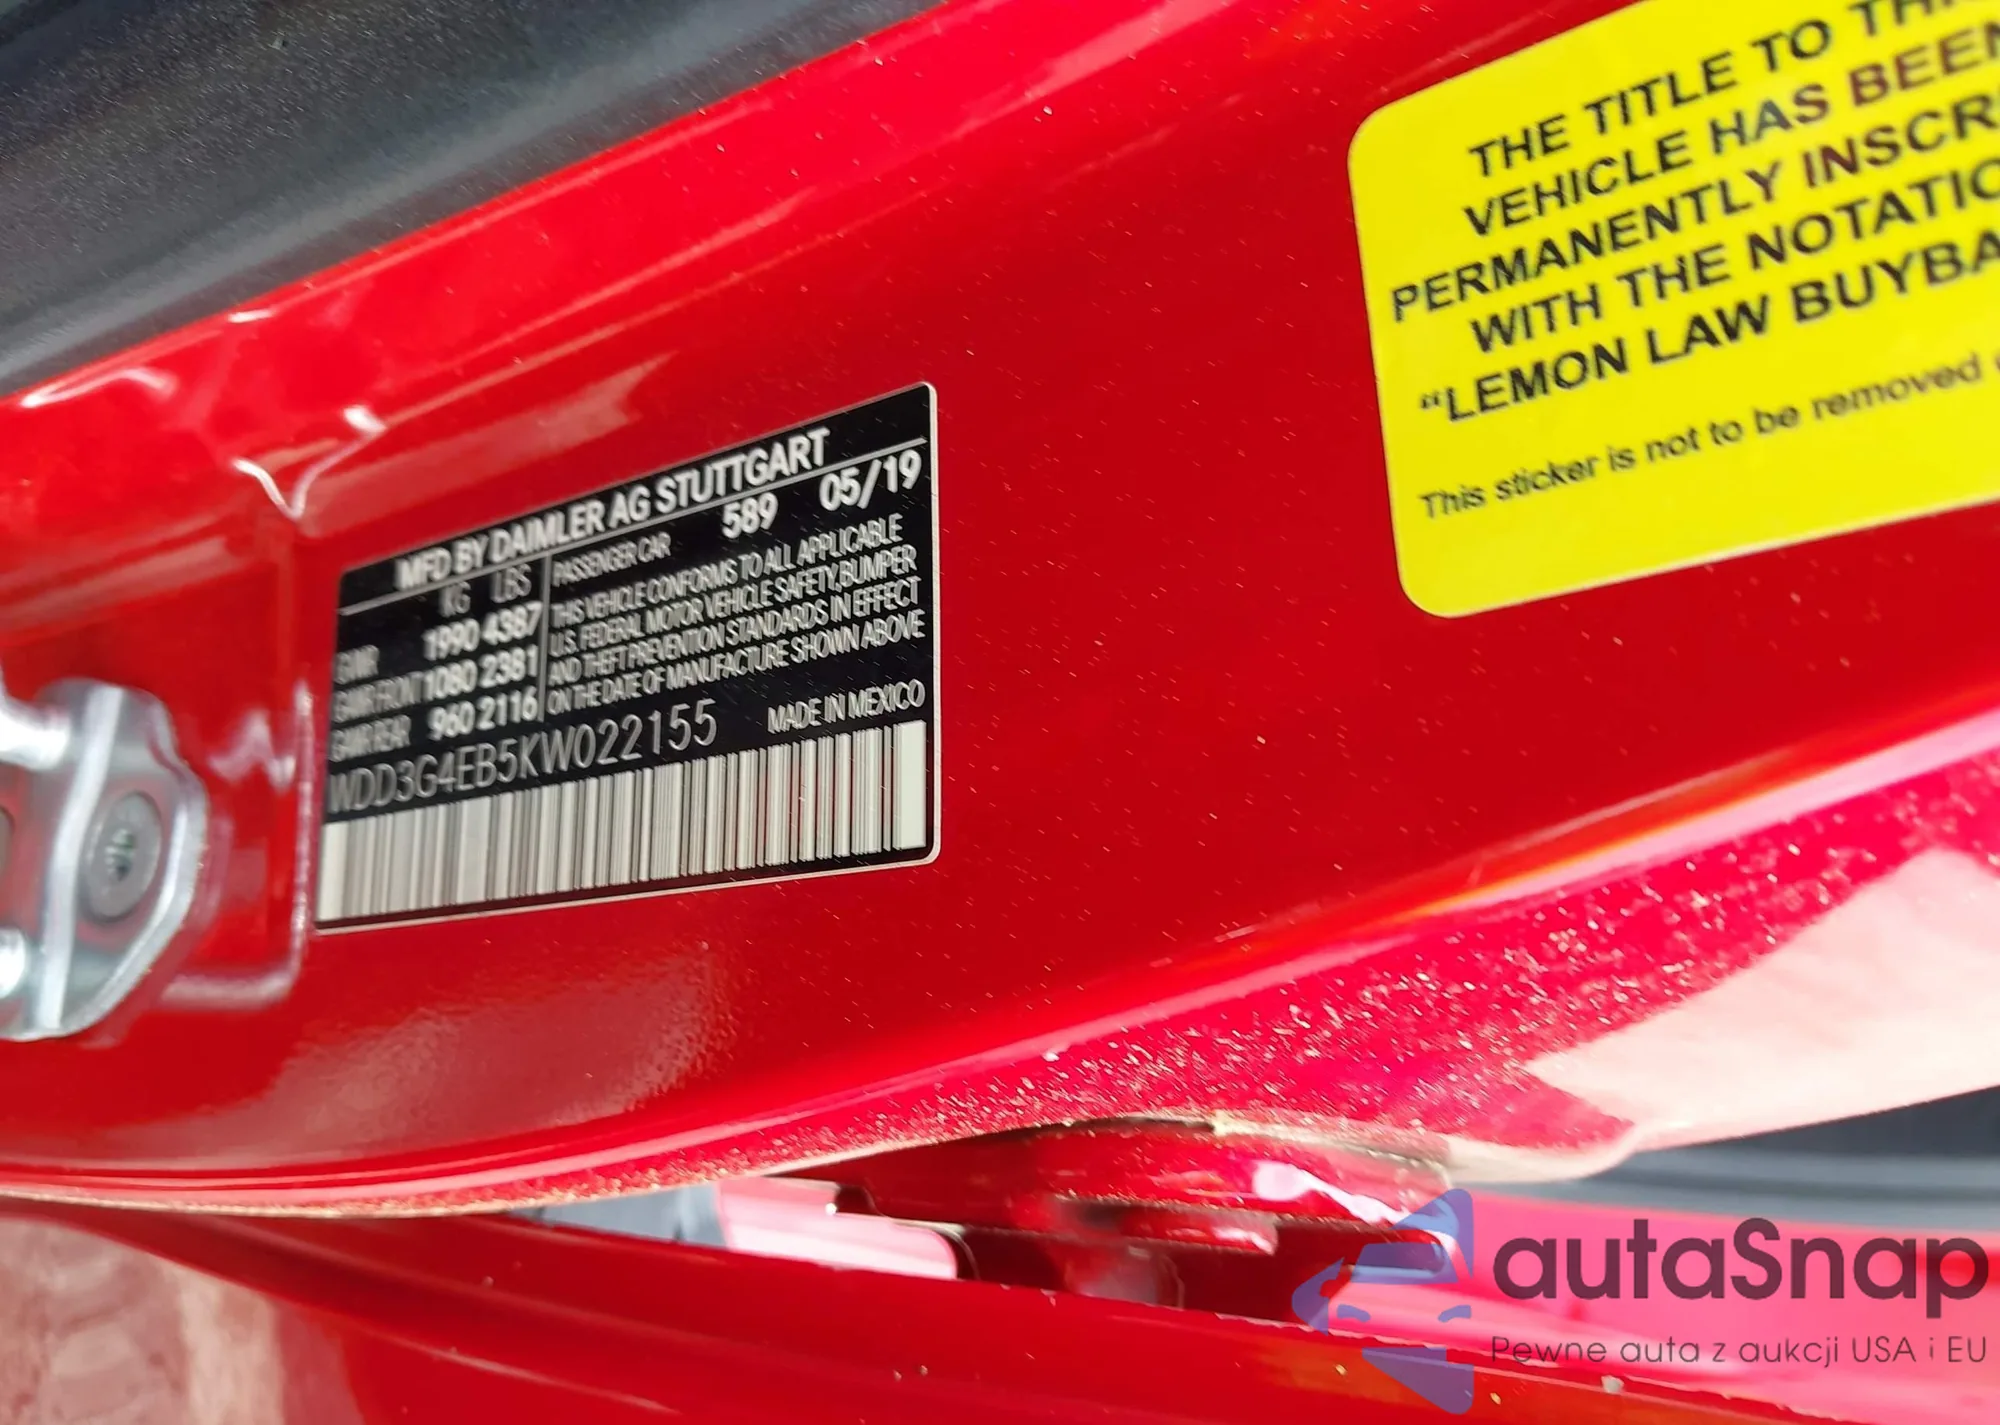 MFD BY DAIMLER AG STUTTGART
KG LBS
GWR 1990 4387
GWR FRONT 1080 2381
GWR REAR 960 2116
PASSENGER CAR 589 05/19
THIS VEHICLE CONFORMS TO ALL APPLICABLE
U.S. FEDERAL MOTOR VEHICLE SAFETY, BUMPER
AND THEFT PREVENTION STANDARDS IN EFFECT
ON THE DATE OF MANUFACTURE SHOWN ABOVE
WDD3G4EB5KW022155 MADE IN MEXICO
THE TITLE TO THI
VEHICLE HAS BEEN
PERMANENTLY INSCR
WITH THE NOTATIO
"LEMON LAW BUYBA
This sticker is not to be removed
autaSnap
Pewne auta z aukcji USA i EU